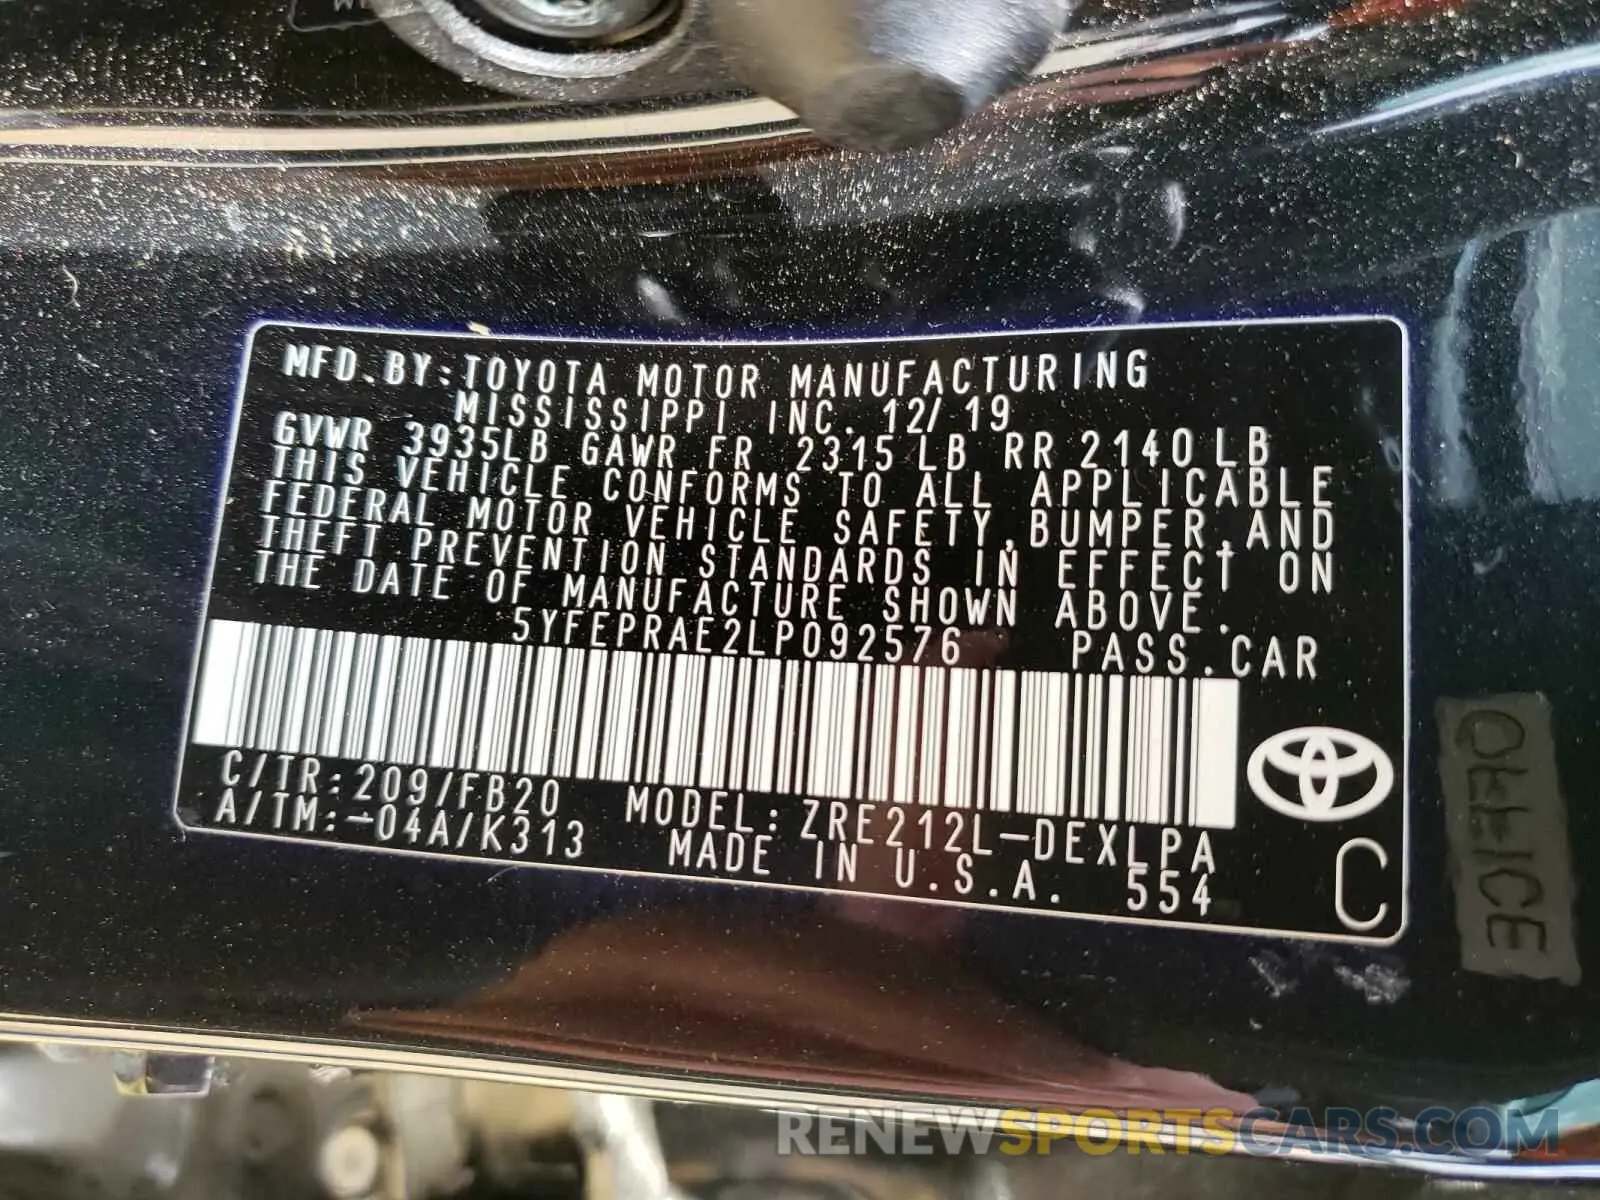 MFD.BY:TOYOTA MOTOR MANUFACTURING
MISSISSIPPI INC. 12/19
GVWR 3935LB GAWR FR 2315LB RR 2140LB
THIS VEHICLE CONFORMS TO ALL APPLICABLE
FEDERAL MOTOR VEHICLE SAFETY,BUMPER,AND
THEFT PREVENTION STANDARDS IN EFFECT ON
THE DATE OF MANUFACTURE SHOWN ABOVE.
5YFEPRAE2LP092576 PASS.CAR
C/TR:209/FB20 MODEL:ZRE212L-DEXLPA
A/TM:-04A/K313 MADE IN U.S.A. 554
C
OFFICE
RENEWSPORTSCARS.COM